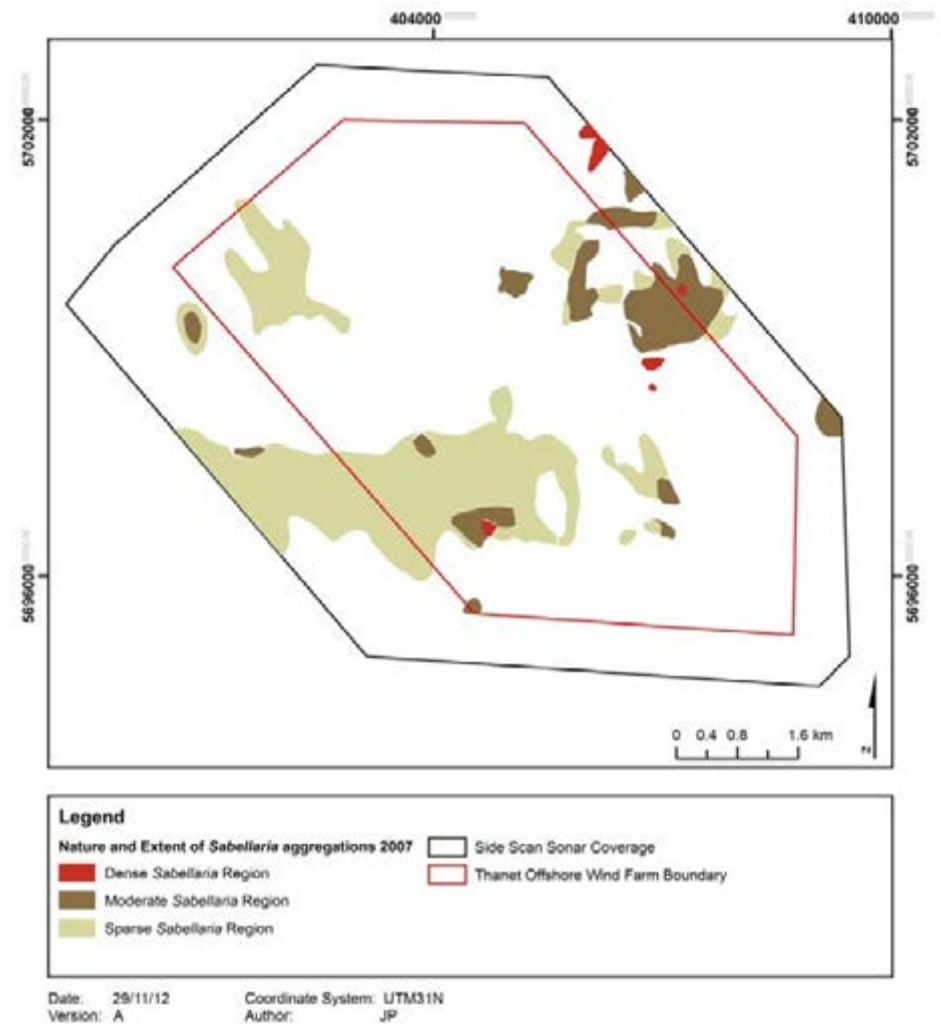 404000 410000
5702000 5702000
5696000 5696000
0 0.4 0.8 1.6 km
N
Legend
Nature and Extent of Sabellaria aggregations 2007
Dense Sabellaria Region
Moderate Sabellaria Region
Sparse Sabellaria Region
Side Scan Sonar Coverage
Thanet Offshore Wind Farm Boundary
Date: 29/11/12 Coordinate System: UTM31N
Version: A Author: JP